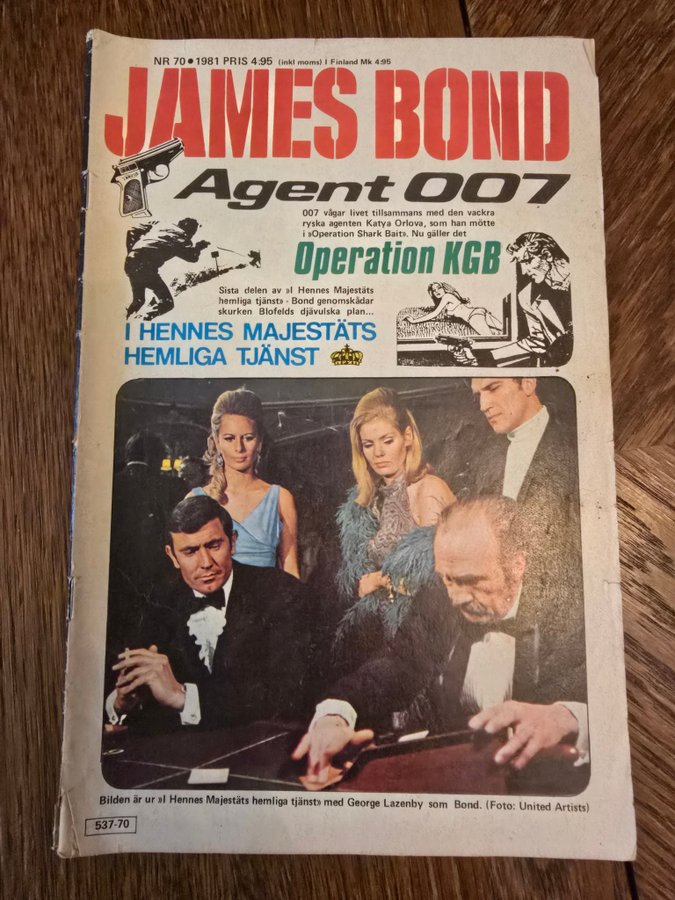 NR 70 ● 1981 PRIS 4:95 (inkl moms) I Finland Mk 4:95
JAMES BOND
Agent 007
007 vågar livet tillsammans med den vackra
ryska agenten Katya Orlova, som han mötte
i »Operation Shark Bait». Nu gäller det
Operation KGB
Sista delen av »I Hennes Majestäts
hemliga tjänst» - Bond genomskådar
skurken Blofelds djävulska plan...
I HENNES MAJESTÄTS
HEMLIGA TJÄNST
Bilden är ur »I Hennes Majestäts hemliga tjänst» med George Lazenby som Bond. (Foto: United Artists)
537-70